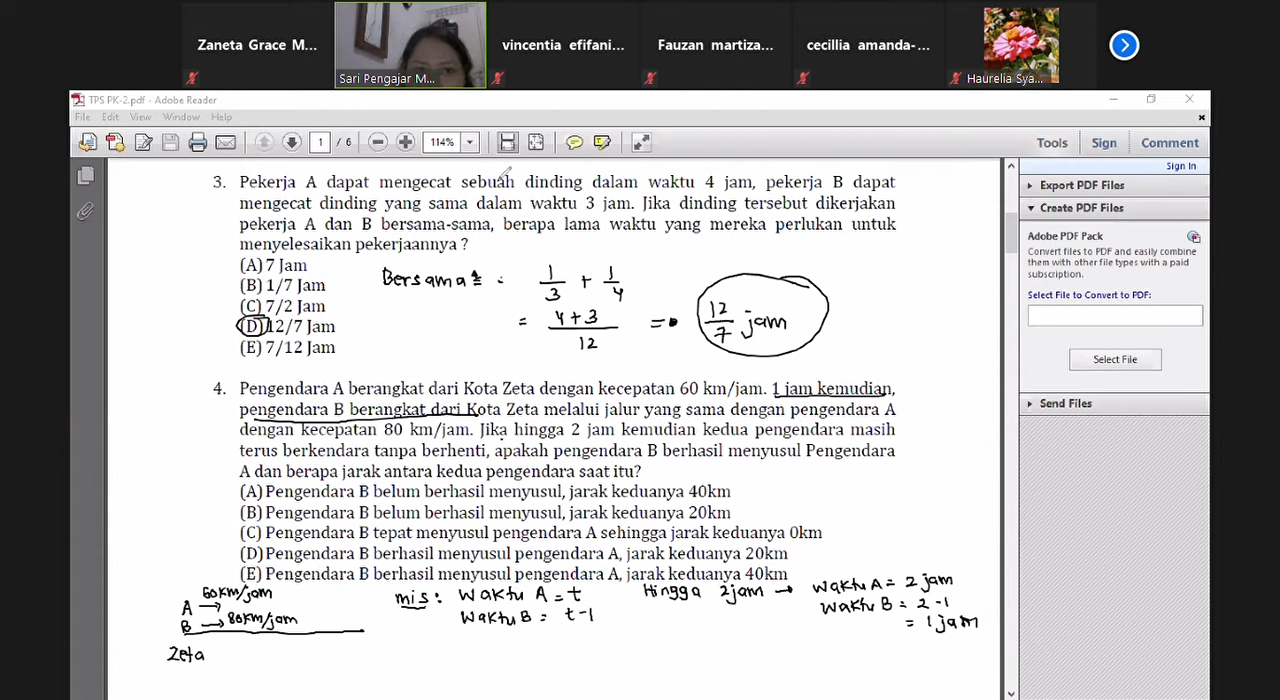 Zaneta Grace M...
Sari Pengajar M...
vincentia efifani...
Fauzan martiza...
cecillia amanda-...
Haurelia Sya...
TPS PK-2.pdf - Adobe Reader
File Edit View Window Help
1 / 6 114% Tools Sign Comment
Sign In
Export PDF Files
Create PDF Files
Adobe PDF Pack
Convert files to PDF and easily combine
them with other file types with a paid
subscription.
Select File to Convert to PDF:
Select File
Send Files
3. Pekerja A dapat mengecat sebuah dinding dalam waktu 4 jam, pekerja B dapat
mengecat dinding yang sama dalam waktu 3 jam. Jika dinding tersebut dikerjakan
pekerja A dan B bersama-sama, berapa lama waktu yang mereka perlukan untuk
menyelesaikan pekerjaannya ?
(A) 7 Jam
(B) 1/7 Jam
(C) 7/2 Jam
(D) 12/7 Jam
(E) 7/12 Jam
Bersama² = 1/3 + 1/4
= 4+3/12 => 12/7 jam
4. Pengendara A berangkat dari Kota Zeta dengan kecepatan 60 km/jam. 1 jam kemudian,
pengendara B berangkat dari Kota Zeta melalui jalur yang sama dengan pengendara A
dengan kecepatan 80 km/jam. Jika hingga 2 jam kemudian kedua pengendara masih
terus berkendara tanpa berhenti, apakah pengendara B berhasil menyusul Pengendara
A dan berapa jarak antara kedua pengendara saat itu?
(A) Pengendara B belum berhasil menyusul, jarak keduanya 40km
(B) Pengendara B belum berhasil menyusul, jarak keduanya 20km
(C) Pengendara B tepat menyusul pengendara A sehingga jarak keduanya 0km
(D) Pengendara B berhasil menyusul pengendara A, jarak keduanya 20km
(E) Pengendara B berhasil menyusul pengendara A, jarak keduanya 40km
60km/jam
A →
B → 80km/jam
Zeta
mis : Waktu A = t
Waktu B = t-1
Hingga 2jam → Waktu A = 2 jam
Waktu B = 2-1
= 1 jam